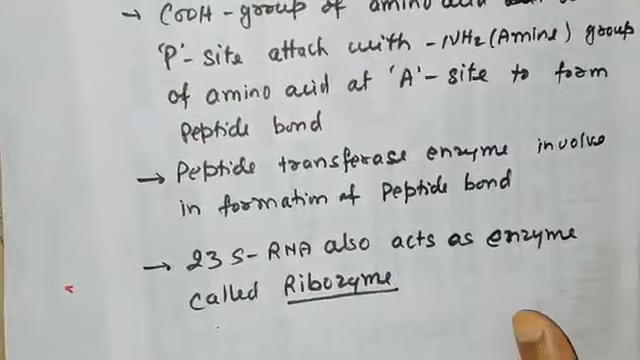 → COOH - group of amino acid
'P'- site attach with - NH2 (Amine) group
of amino acid at 'A' - site to form
Peptide bond
→ Peptide transferase enzyme involve
in formation of Peptide bond
→ 23 S - RNA also acts as enzyme
called Ribozyme